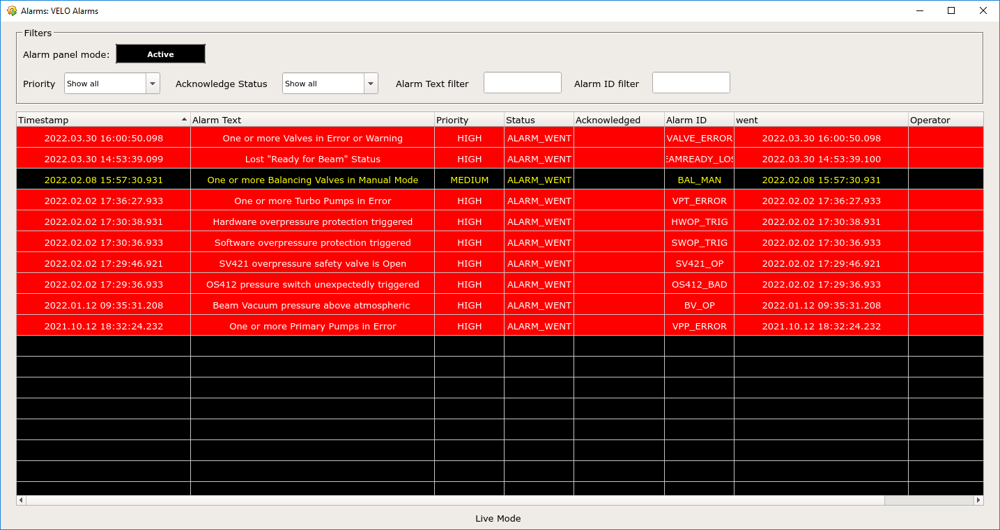 Alarms: VELO Alarms
Filters
Alarm panel mode: Active
Priority Show all Acknowledge Status Show all Alarm Text filter Alarm ID filter
Timestamp Alarm Text Priority Status Acknowledged Alarm ID went Operator
2022.03.30 16:00:50.098 One or more Valves in Error or Warning HIGH ALARM_WENT VALVE_ERROR 2022.03.30 16:00:50.098
2022.03.30 14:53:39.099 Lost "Ready for Beam" Status HIGH ALARM_WENT EAMREADY_LOS 2022.03.30 14:53:39.100
2022.02.08 15:57:30.931 One or more Balancing Valves in Manual Mode MEDIUM ALARM_WENT BAL_MAN 2022.02.08 15:57:30.931
2022.02.02 17:36:27.933 One or more Turbo Pumps in Error HIGH ALARM_WENT VPT_ERROR 2022.02.02 17:36:27.933
2022.02.02 17:30:38.931 Hardware overpressure protection triggered HIGH ALARM_WENT HWOP_TRIG 2022.02.02 17:30:38.931
2022.02.02 17:30:36.933 Software overpressure protection triggered HIGH ALARM_WENT SWOP_TRIG 2022.02.02 17:30:36.933
2022.02.02 17:29:46.921 SV421 overpressure safety valve is Open HIGH ALARM_WENT SV421_OP 2022.02.02 17:29:46.921
2022.02.02 17:29:36.933 OS412 pressure switch unexpectedly triggered HIGH ALARM_WENT OS412_BAD 2022.02.02 17:29:36.933
2022.01.12 09:35:31.208 Beam Vacuum pressure above atmospheric HIGH ALARM_WENT BV_OP 2022.01.12 09:35:31.208
2021.10.12 18:32:24.232 One or more Primary Pumps in Error HIGH ALARM_WENT VPP_ERROR 2021.10.12 18:32:24.232
Live Mode